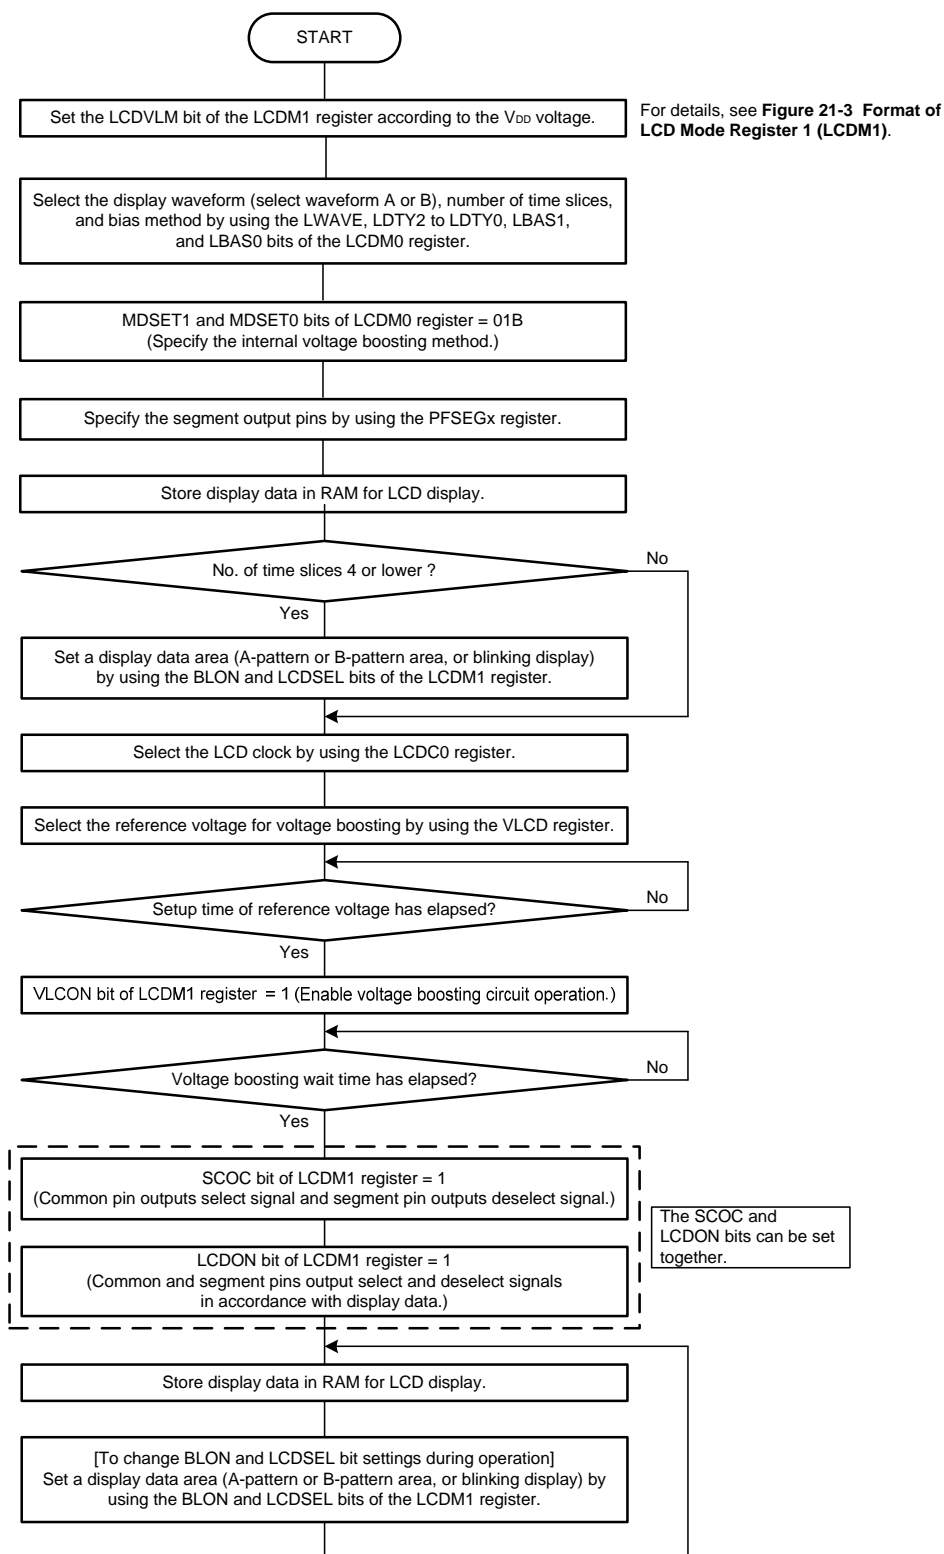 START
Set the LCDVLM bit of the LCDM1 register according to the VDD voltage.
For details, see Figure 21-3 Format of
LCD Mode Register 1 (LCDM1).
Select the display waveform (select waveform A or B), number of time slices,
and bias method by using the LWAVE, LDTY2 to LDTY0, LBAS1,
and LBAS0 bits of the LCDM0 register.
MDSET1 and MDSET0 bits of LCDM0 register = 01B
(Specify the internal voltage boosting method.)
Specify the segment output pins by using the PFSEGx register.
Store display data in RAM for LCD display.
No. of time slices 4 or lower ?
No
Yes
Set a display data area (A-pattern or B-pattern area, or blinking display)
by using the BLON and LCDSEL bits of the LCDM1 register.
Select the LCD clock by using the LCDC0 register.
Select the reference voltage for voltage boosting by using the VLCD register.
Setup time of reference voltage has elapsed?
No
Yes
VLCON bit of LCDM1 register = 1 (Enable voltage boosting circuit operation.)
Voltage boosting wait time has elapsed?
No
Yes
SCOC bit of LCDM1 register = 1
(Common pin outputs select signal and segment pin outputs deselect signal.)
The SCOC and
LCDON bits can be set
together.
LCDON bit of LCDM1 register = 1
(Common and segment pins output select and deselect signals
in accordance with display data.)
Store display data in RAM for LCD display.
[To change BLON and LCDSEL bit settings during operation]
Set a display data area (A-pattern or B-pattern area, or blinking display) by
using the BLON and LCDSEL bits of the LCDM1 register.